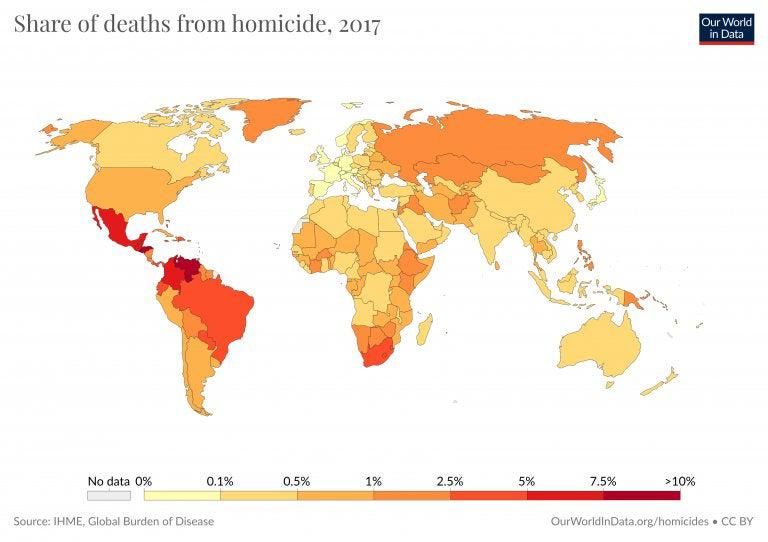 Share of deaths from homicide, 2017
Our World
in Data
No data 0% 0.1% 0.5% 1% 2.5% 5% 7.5% >10%
Source: IHME, Global Burden of Disease
OurWorldInData.org/homicides • CC BY